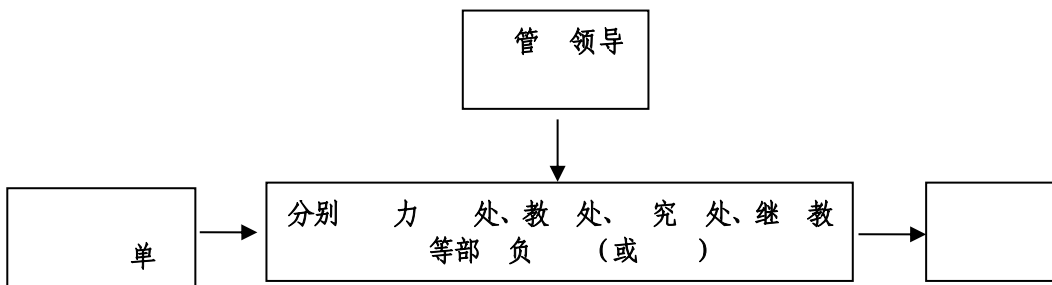 管 领导
分别 力 处、教 处、 究 处、继 教
等部 负 （或 ）
单